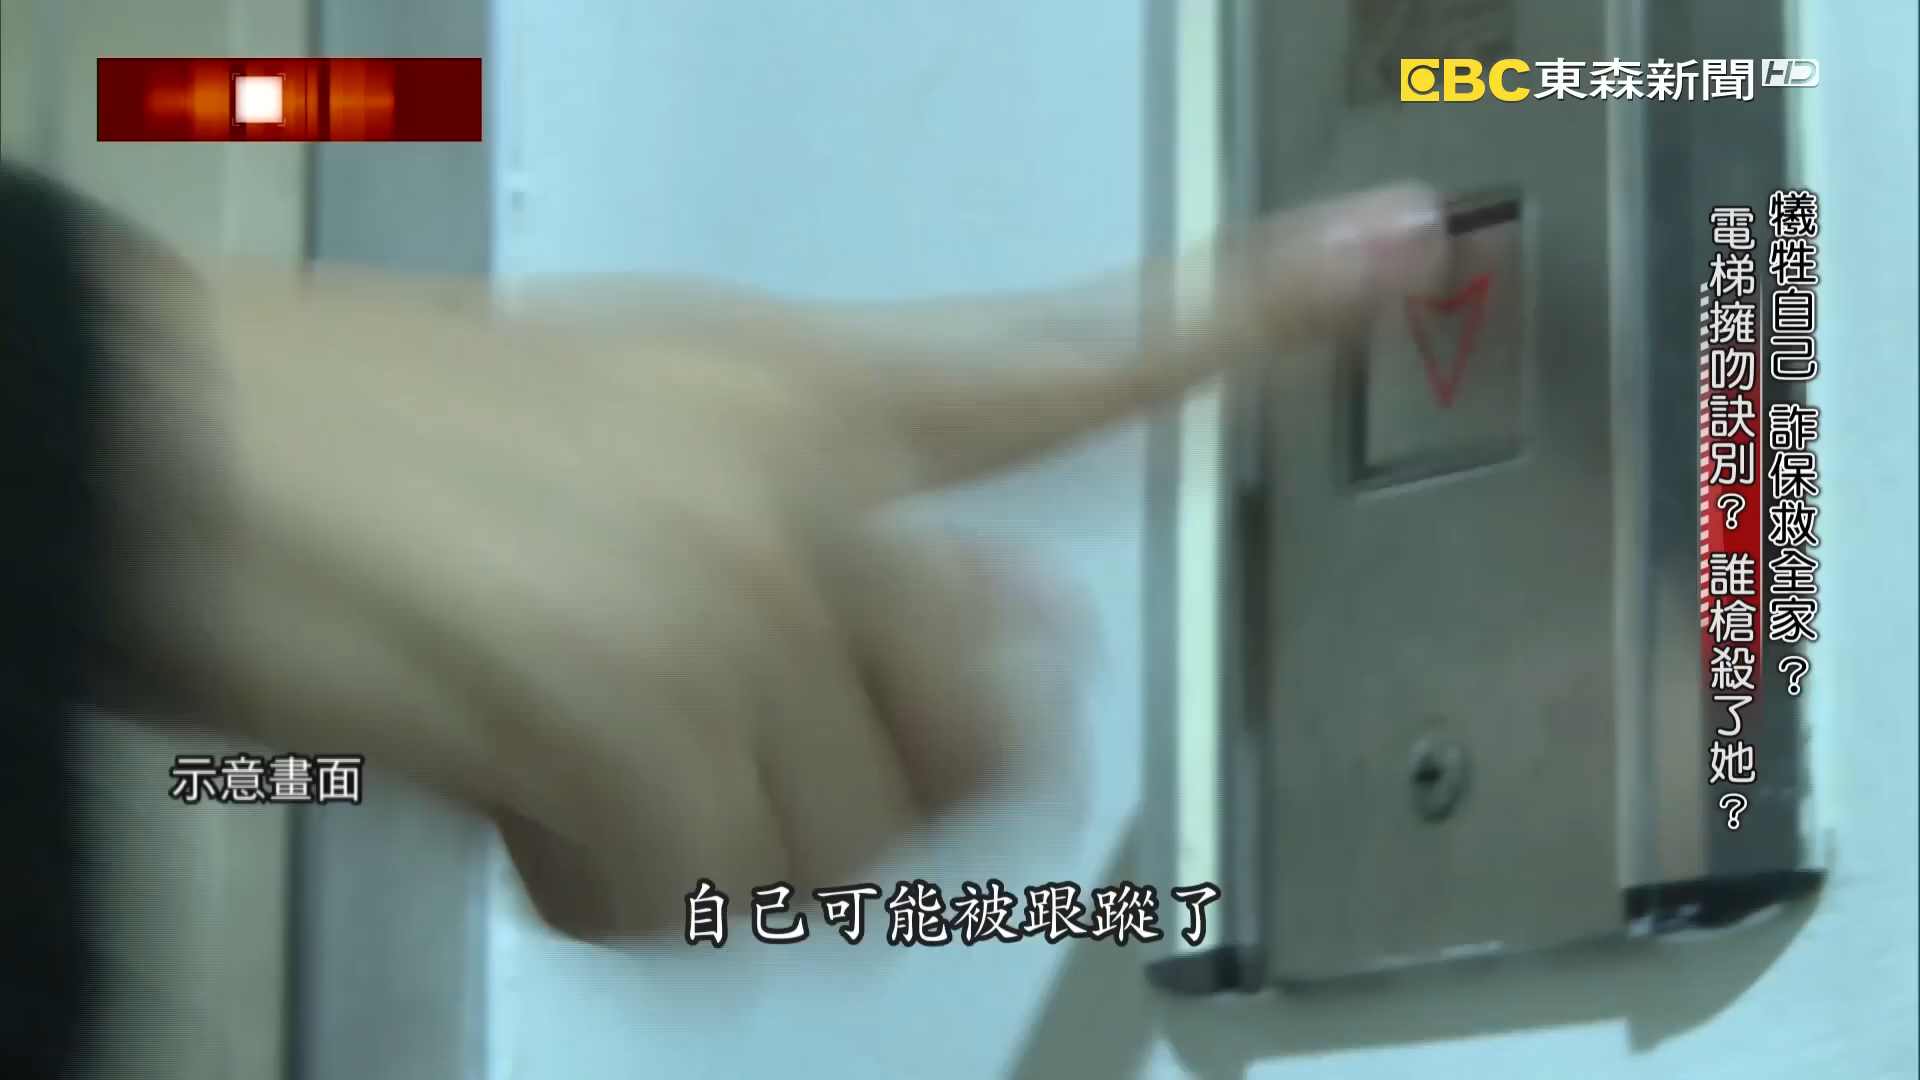 EBC東森新聞HD
犧牲自己 詐保救全家？
電梯擁吻訣別？ 誰槍殺了她？
示意畫面
自己可能被跟蹤了